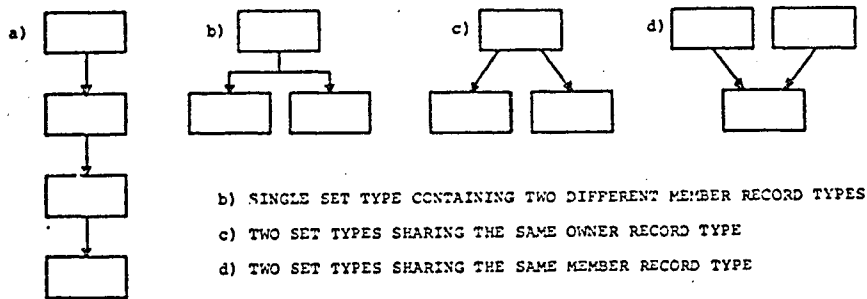 a)
b)
c)
d)
b) SINGLE SET TYPE CONTAINING TWO DIFFERENT MEMBER RECORD TYPES
c) TWO SET TYPES SHARING THE SAME OWNER RECORD TYPE
d) TWO SET TYPES SHARING THE SAME MEMBER RECORD TYPE